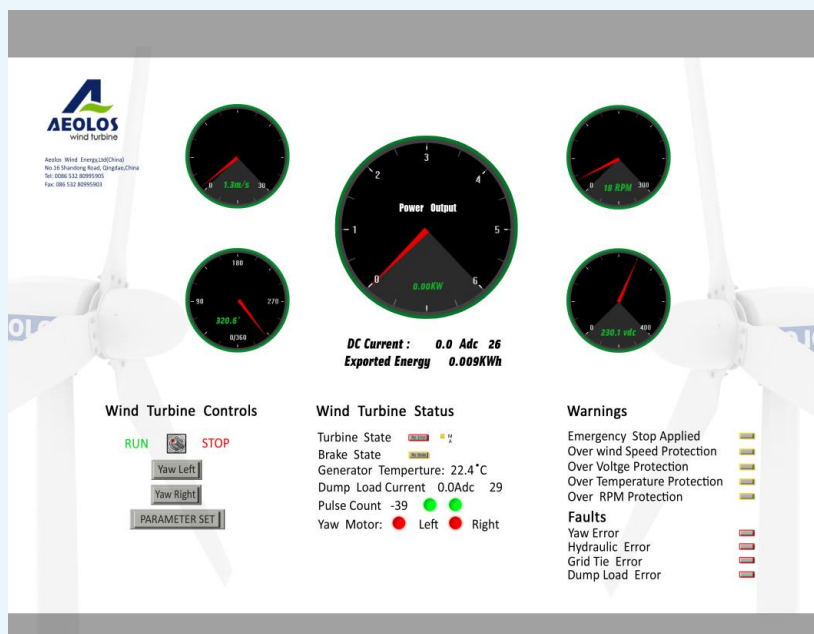 AEOLOS
wind turbine
Aeolos Wind Energy,Ltd(China)
No.16 Shandong Road, Qingdao,China
Tel: 0086 532 80995905
Fax: 086 532 80995903
0 1.3m/s 30
180
90 270
320.6°
0/360
0 1 2 3 4 5 6
Power Output
0.00KW
0 18 RPM 300
0 230.1 vdc 400
DC Current : 0.0 Adc 26
Exported Energy 0.009KWh
Wind Turbine Controls
RUN STOP
Yaw Left
Yaw Right
PARAMETER SET
Wind Turbine Status
Turbine State
Brake State
Generator Temperture: 22.4°C
Dump Load Current 0.0Adc 29
Pulse Count -39
Yaw Motor: Left Right
Warnings
Emergency Stop Applied
Over wind Speed Protection
Over Voltge Protection
Over Temperature Protection
Over RPM Protection
Faults
Yaw Error
Hydraulic Error
Grid Tie Error
Dump Load Error